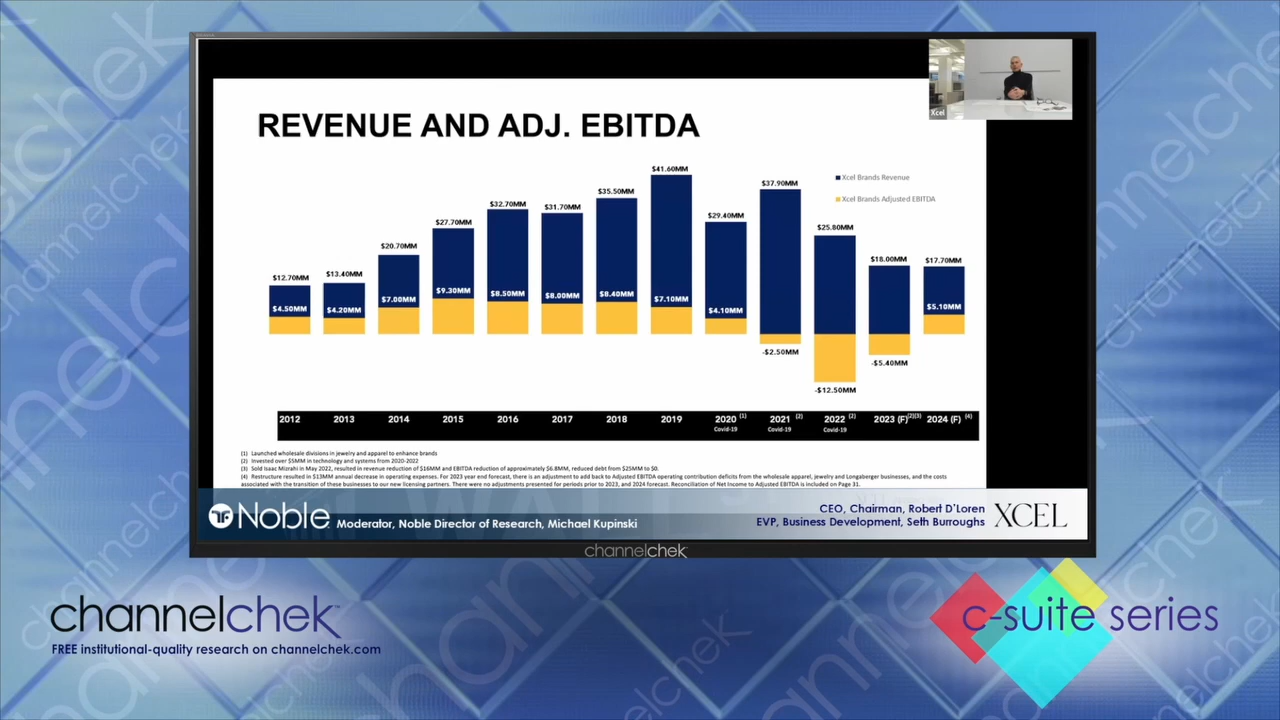 REVENUE AND ADJ. EBITDA
Xcel
Xcel Brands Revenue
Xcel Brands Adjusted EBITDA
$12.70MM
$13.40MM
$20.70MM
$27.70MM
$32.70MM
$31.70MM
$35.50MM
$41.60MM
$29.40MM
$37.90MM
$25.80MM
$18.00MM
$17.70MM
$4.50MM
$4.20MM
$7.00MM
$9.30MM
$8.50MM
$8.00MM
$8.40MM
$7.10MM
$4.10MM
-$2.50MM
-$12.50MM
-$5.40MM
$5.10MM
2012 2013 2014 2015 2016 2017 2018 2019 2020 (1) 2021 (2) 2022 (2) 2023 (F)(2)(3) 2024 (F) (4)
Covid-19 Covid-19 Covid-19
(1) Launched wholesale divisions in jewelry and apparel to enhance brands
(2) Invested over $5MM in technology and systems from 2020-2022
(3) Sold Isaac Mizrahi in May 2022, resulted in revenue reduction of $16MM and EBITDA reduction of approximately $6.8MM, reduced debt from $25MM to $0.
(4) Restructure resulted in $13MM annual decrease in operating expenses. For 2023 year end forecast, there is an adjustment to add back to Adjusted EBITDA operating contribution deficits from the wholesale apparel, jewelry and Longaberger businesses, and the costs
associated with the transition of these businesses to our new licensing partners. There were no adjustments presented for periods prior to 2023, and 2024 forecast. Reconciliation of Net Income to Adjusted EBITDA is included on Page 31.
Noble
Moderator, Noble Director of Research, Michael Kupinski
CEO, Chairman, Robert D'Loren
EVP, Business Development, Seth Burroughs
XCEL
channelchek
channelchek™
FREE institutional-quality research on channelchek.com
c-suite series